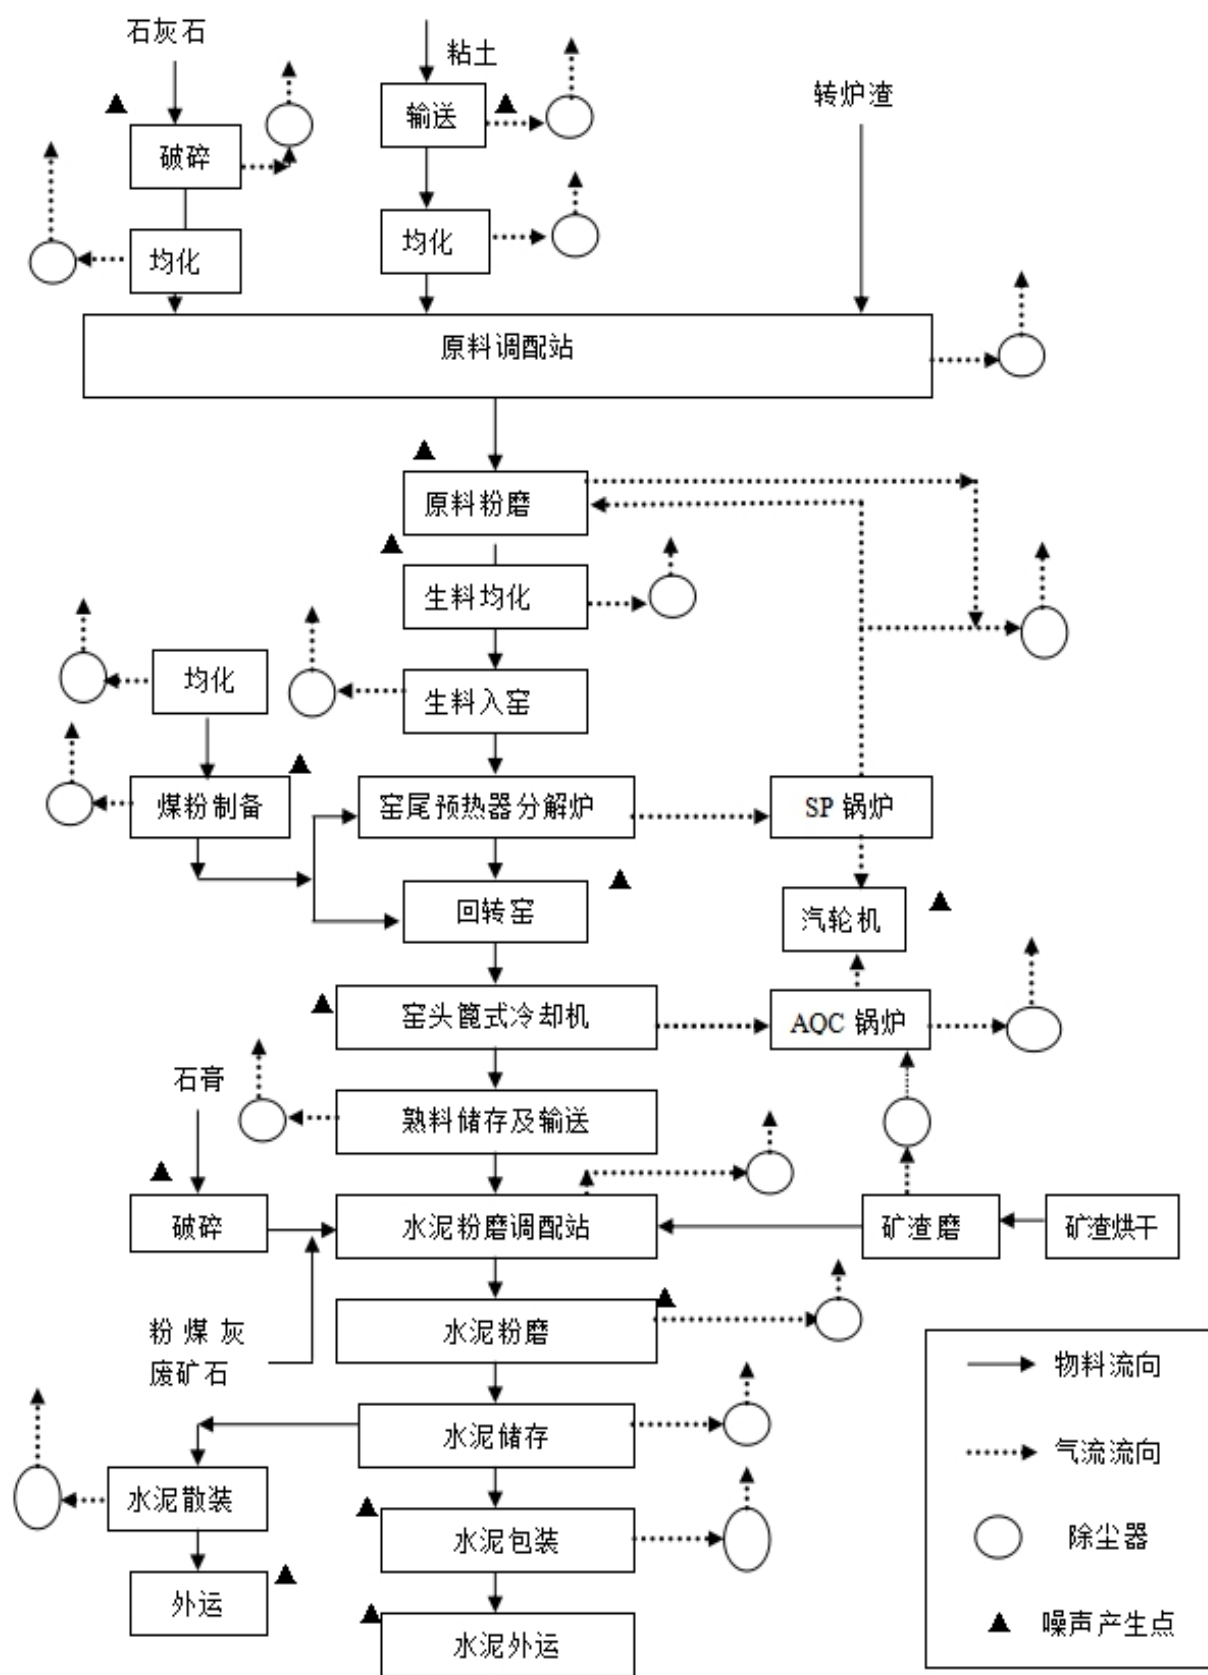 石灰石
粘土
转炉渣
输送
破碎
均化
均化
原料调配站
原料粉磨
生料均化
均化
生料入窑
煤粉制备
窑尾预热器分解炉
SP 锅炉
回转窑
汽轮机
窑头篦式冷却机
AQC 锅炉
石膏
熟料储存及输送
破碎
水泥粉磨调配站
矿渣磨
矿渣烘干
粉煤灰
废矿石
水泥粉磨
水泥储存
水泥散装
水泥包装
外运
水泥外运
物料流向
气流流向
除尘器
噪声产生点